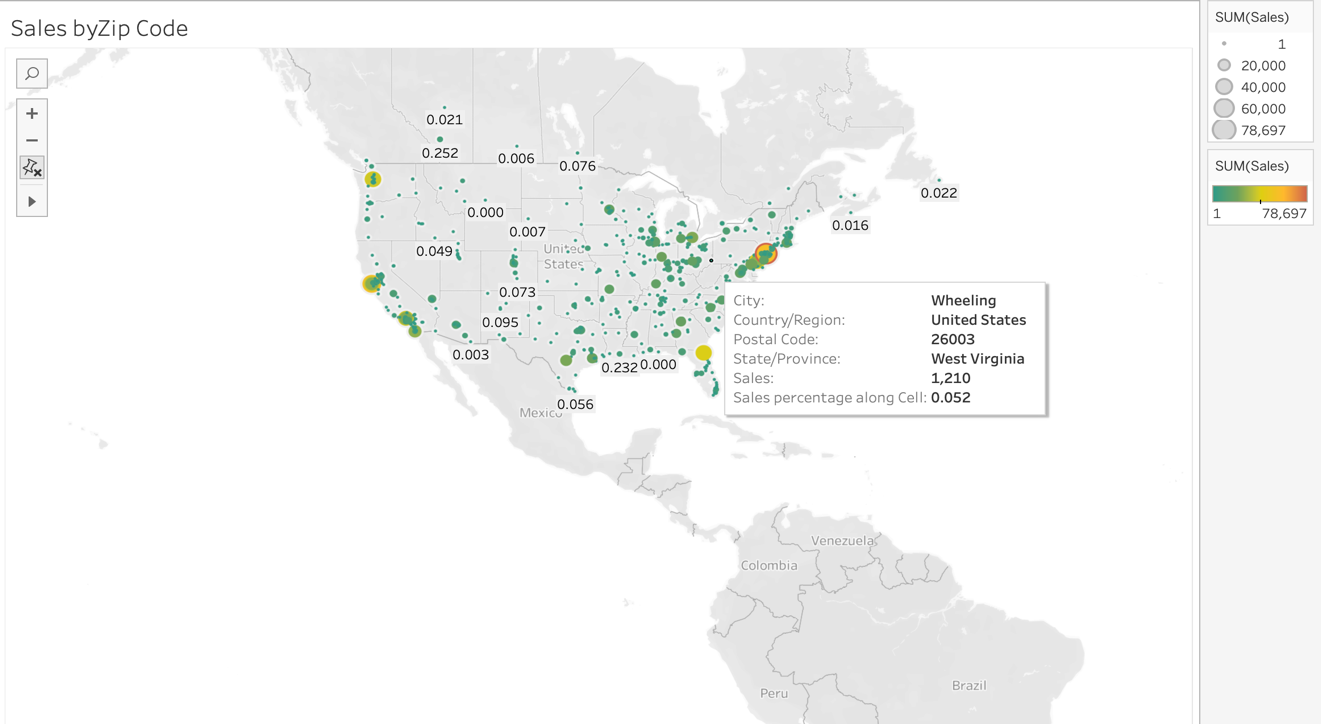 Sales byZip Code
0.021
0.252
0.006
0.076
0.022
0.000
0.016
0.007
0.049
United
States
0.073
0.095
0.003
0.232
0.000
0.056
Mexico
City: Wheeling
Country/Region: United States
Postal Code: 26003
State/Province: West Virginia
Sales: 1,210
Sales percentage along Cell: 0.052
Venezuela
Colombia
Peru
Brazil
SUM(Sales)
1
20,000
40,000
60,000
78,697
SUM(Sales)
1 78,697